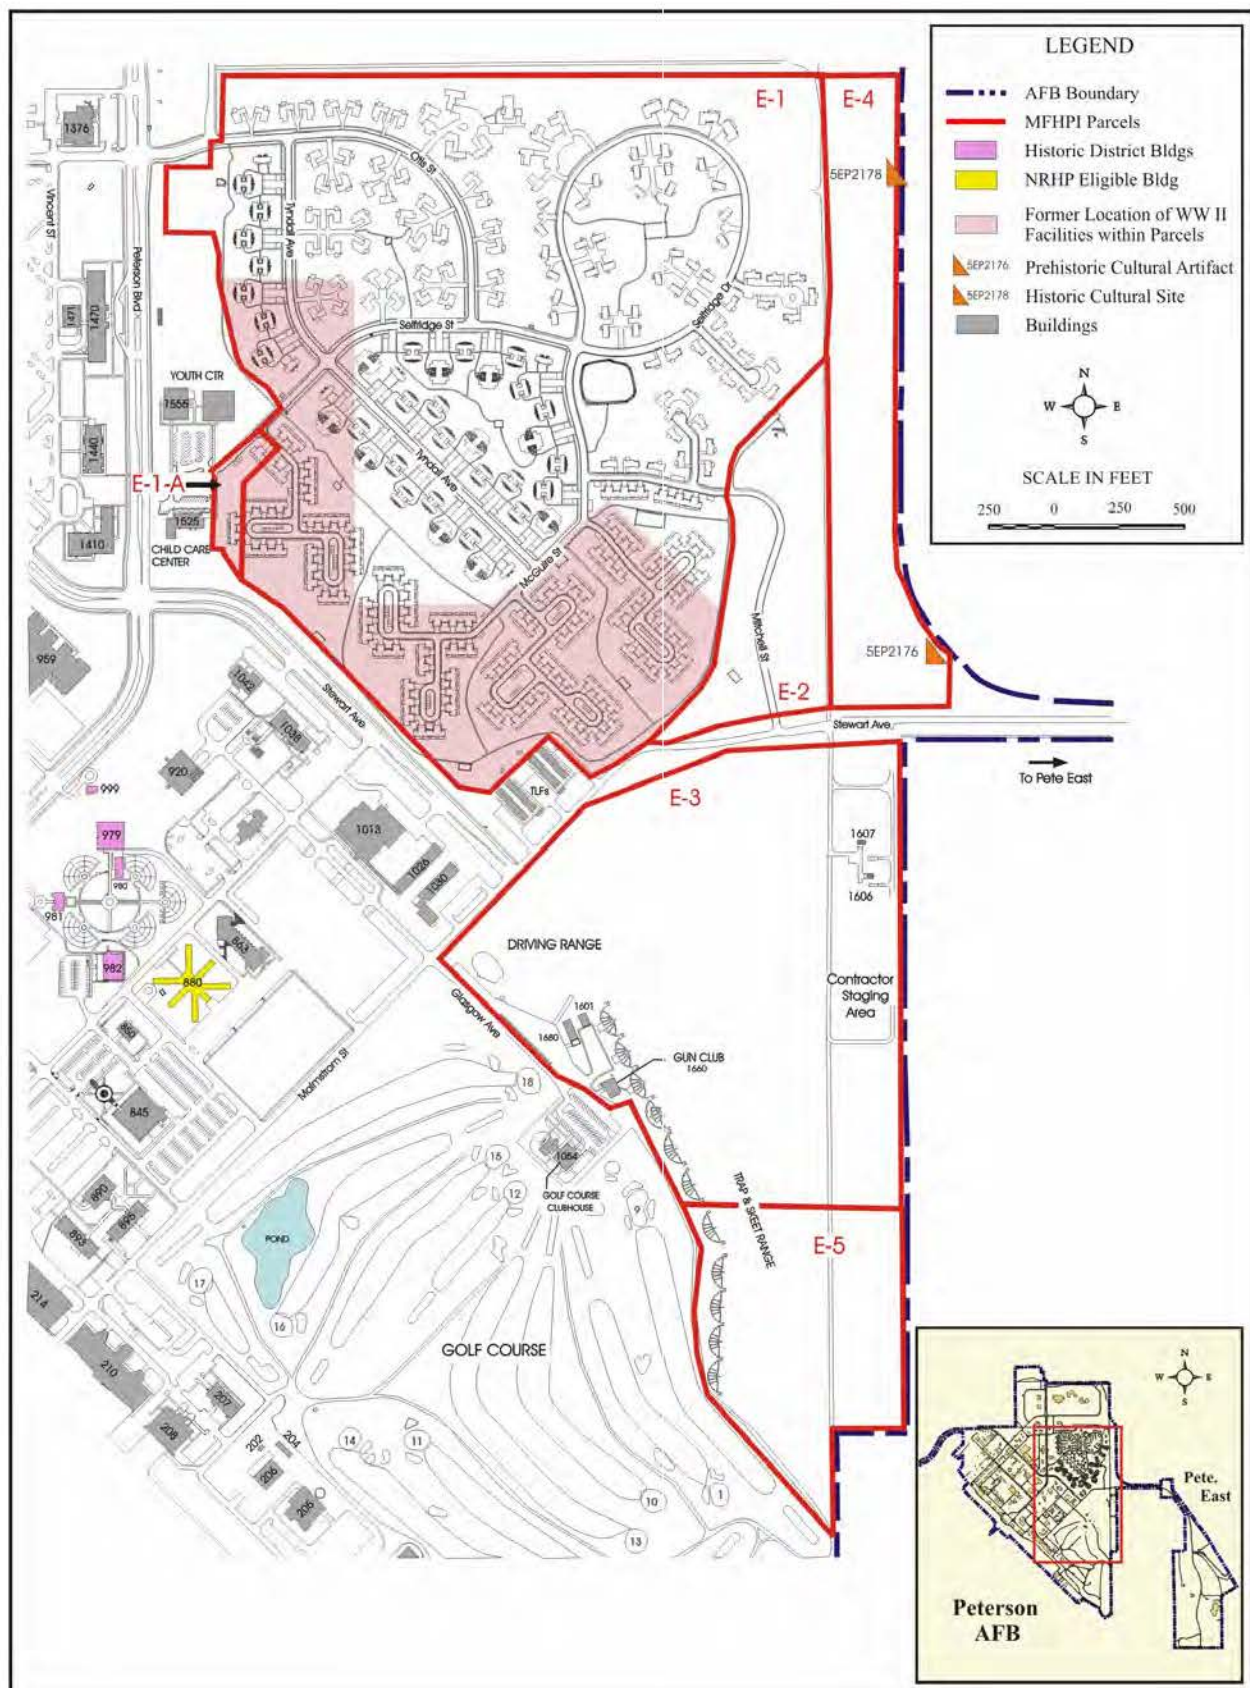 LEGEND
AFB Boundary
MFHPI Parcels
Historic District Bldgs
NRHP Eligible Bldg
Former Location of WW II
Facilities within Parcels
5EP2176 Prehistoric Cultural Artifact
5EP2178 Historic Cultural Site
Buildings
N
W E
S
SCALE IN FEET
250 0 250 500
E-1
E-4
1376
5EP2178
Otis St
Vincent St
Tyndall Ave
Peterson Blvd
Selfridge Dr
1471
1470
Selfridge St
YOUTH CTR
1555
1440
Tyndall Ave
E-1-A
1525
1410
CHILD CARE
CENTER
McGuire St
Mitchell St
959
5EP2176
1042
Stewart Ave
E-2
1038
Stewart Ave
920
TLFs
To Pete East
999
E-3
979
1013
1607
980
1026
1030
1606
981
863
DRIVING RANGE
982
880
Contractor
Staging
Area
Glasgow Ave
1601
850
1680
GUN CLUB
1660
Malmstrom St
18
845
1054
15
TRAP & SKEET RANGE
890
12
GOLF COURSE
CLUBHOUSE
9
895
893
POND
E-5
17
214
16
GOLF COURSE
210
207
208
202
204
14
11
206
205
10
1
13
N
W E
S
Pete.
East
Peterson
AFB